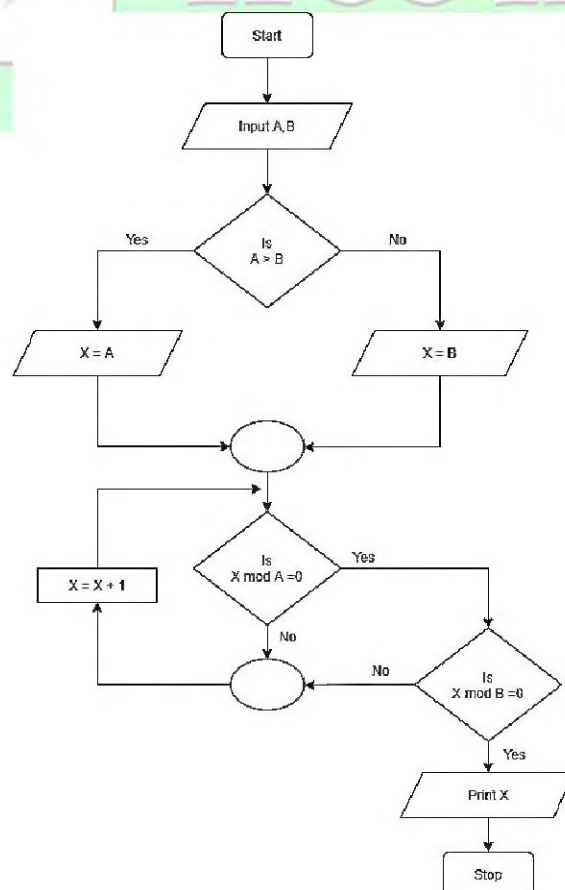 Start
Input A,B
Is
A > B
Yes
No
X = A
X = B
Is
X mod A =0
Yes
X = X + 1
No
No
Is
X mod B =0
Yes
Print X
Stop